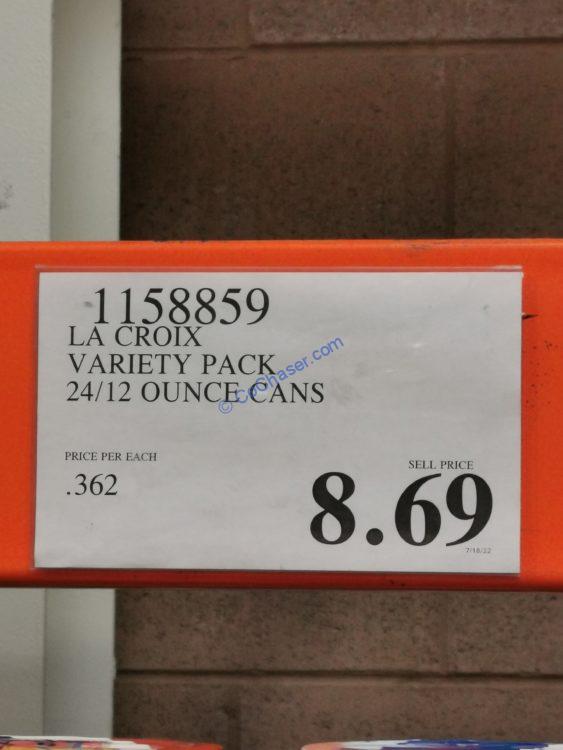 1158859
LA CROIX
VARIETY PACK
24/12 OUNCE CANS
© CoChaser.com
PRICE PER EACH
.362
SELL PRICE
8.69
7/18/22